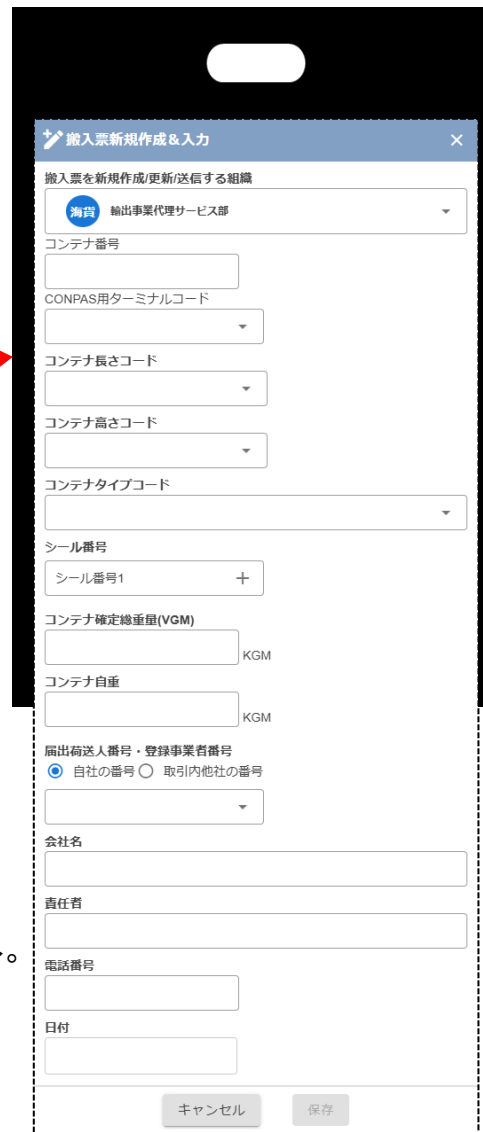 搬入票新規作成＆入力
搬入票を新規作成/更新/送信する組織
海貨 輸出事業代理サービス部
コンテナ番号
CONPAS用ターミナルコード
コンテナ長さコード
コンテナ高さコード
コンテナタイプコード
シール番号
シール番号1
コンテナ確定総重量(VGM)
KGM
コンテナ自重
KGM
届出荷送人番号・登録事業者番号
自社の番号 取引内他社の番号
会社名
責任者
。
電話番号
日付
キャンセル 保存